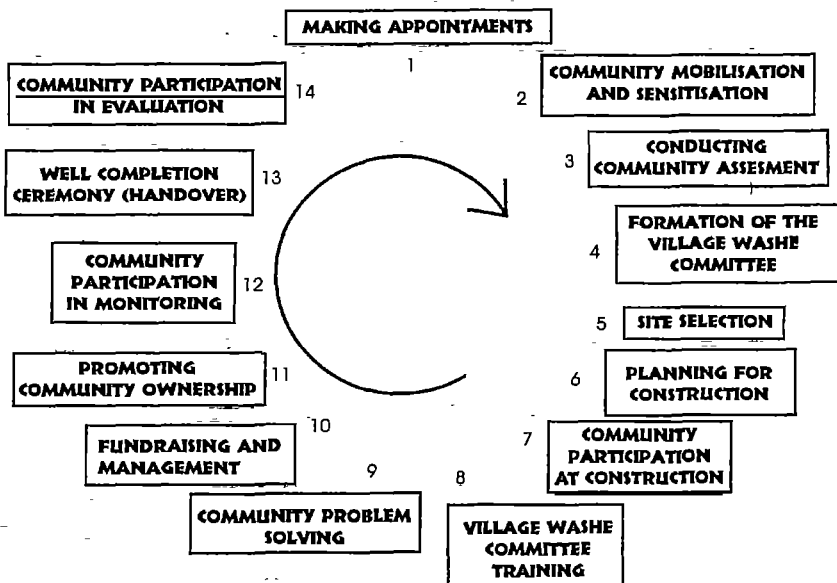 MAKING APPOINTMENTS
1
COMMUNITY MOBILISATION
AND SENSITISATION
2
CONDUCTING
COMMUNITY ASSESMENT
3
FORMATION OF THE
VILLAGE WASHE
COMMITTEE
4
SITE SELECTION
5
PLANNING FOR
CONSTRUCTION
6
COMMUNITY
PARTICIPATION
AT CONSTRUCTION
7
VILLAGE WASHE
COMMITTEE
TRAINING
8
COMMUNITY PROBLEM
SOLVING
9
FUNDRAISING AND
MANAGEMENT
10
PROMOTING
COMMUNITY OWNERSHIP
11
COMMUNITY
PARTICIPATION
IN MONITORING
12
WELL COMPLETION
CEREMONY (HANDOVER)
13
COMMUNITY PARTICIPATION
IN EVALUATION
14